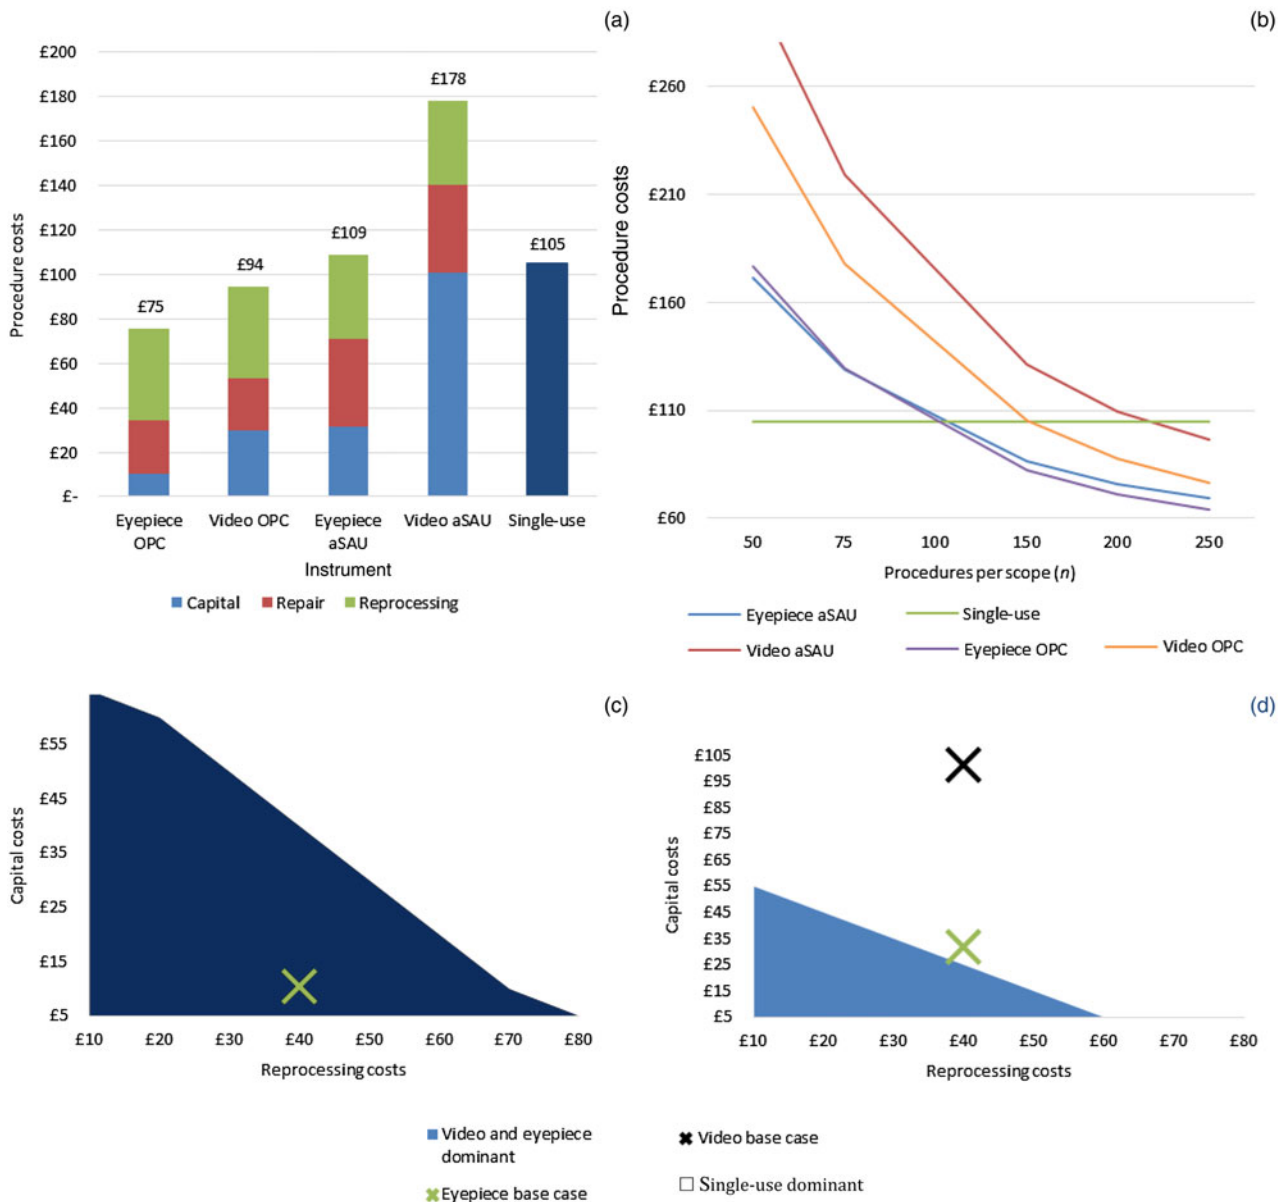 (a)
£200
£180
£160
£140
£120
£100
£80
£60
£40
£20
£-
Procedure costs
£75
£94
£109
£178
£105
Eyepiece OPC
Video OPC
Eyepiece aSAU
Video aSAU
Single-use
Instrument
Capital
Repair
Reprocessing
(b)
£260
£210
£160
£110
£60
Procedure costs
50 75 100 150 200 250
Procedures per scope (n)
Eyepiece aSAU
Single-use
Video aSAU
Eyepiece OPC
Video OPC
(c)
£55
£45
£35
£25
£15
£5
Capital costs
£10 £20 £30 £40 £50 £60 £70 £80
Reprocessing costs
(d)
£105
£95
£85
£75
£65
£55
£45
£35
£25
£15
£5
Capital costs
£10 £20 £30 £40 £50 £60 £70 £80
Reprocessing costs
Video and eyepiece
dominant
Eyepiece base case
Video base case
Single-use dominant